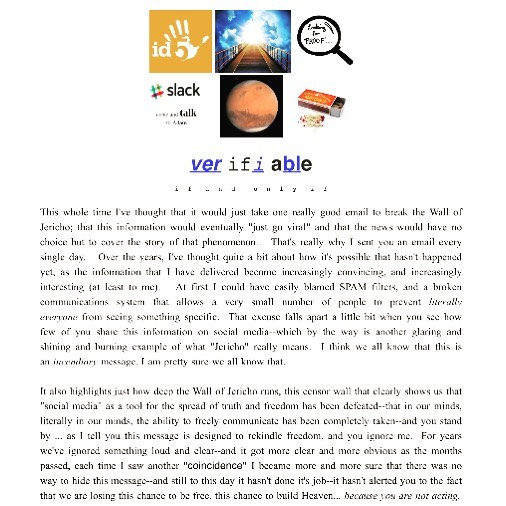 id5
"PROOF"...
slack
and talk
ver ifi able
if and only if
This whole time I've thought that it would just take one really good email to break the Wall of
Jericho; that this information would eventually "just go viral" and that the news would have no
choice but to cover the story of that phenomenon. That's really why I sent you an email every
single day. Over the years, I've thought quite a bit about how it's possible that hasn't happened
yet, as the information that I have delivered become increasingly convincing, and increasingly
interesting (at least to me). At first I could have easily blamed SPAM filters, and a broken
communications system that allows a very small number of people to prevent literally
everyone from seeing something specific. That excuse falls apart a little bit when you see how
few of you share this information on social media--which by the way is another glaring and
shining and burning example of what "Jericho" really means. I think we all know that this is
an incendiary message, I am pretty sure we all know that.
It also highlights just how deep the Wall of Jericho runs, this censor wall that clearly shows us that
"social media" as a tool for the spread of truth and freedom has been defeated--that in our minds,
literally in our minds, the ability to freely communicate has been completely taken--and you stand
by ... as I tell you this message is designed to rekindle freedom, and you ignore me. For years
we've ignored something loud and clear--and it got more clear and more obvious as the months
passed, each time I saw another "coincidence" I became more and more sure that there was no
way to hide this message--and still to this day it hasn't done it's job--it hasn't alerted you to the fact
that we are losing this chance to be free, this chance to build Heaven... because you are not acting.